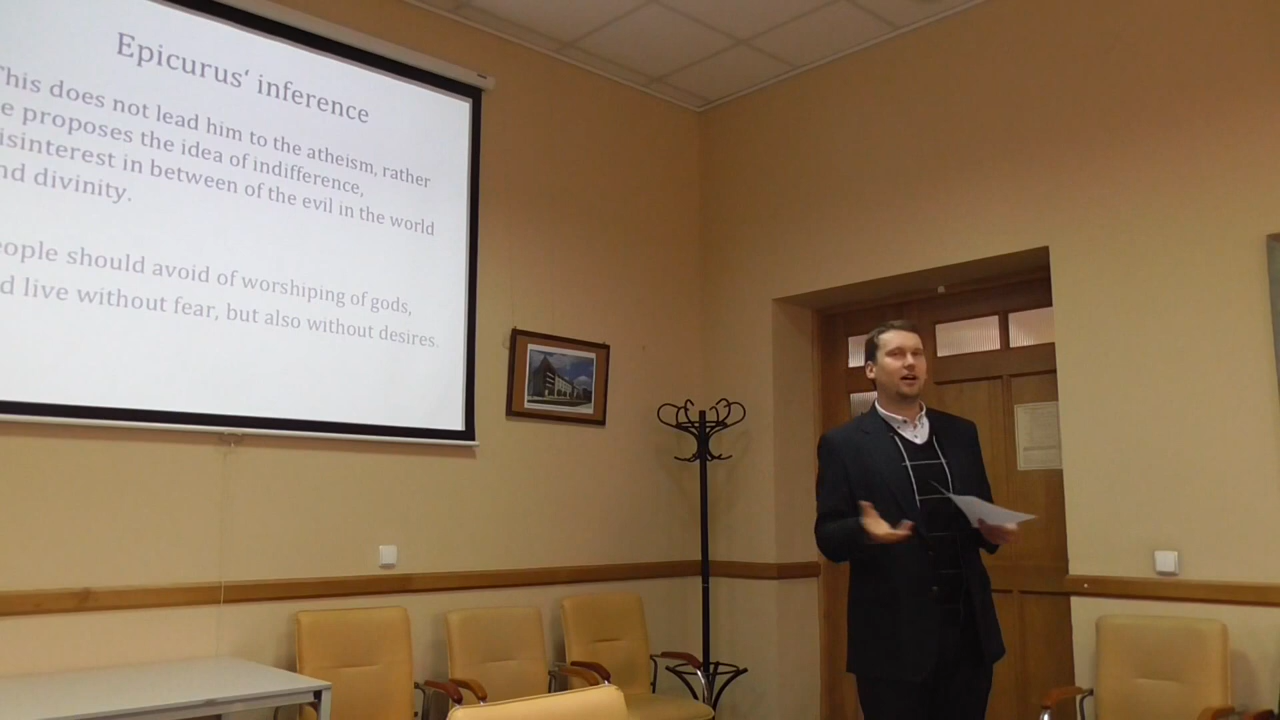 Epicurus‘ inference
This does not lead him to the atheism, rather
e proposes the idea of indifference,
isinterest in between of the evil in the world
nd divinity.
eople should avoid of worshiping of gods,
d live without fear, but also without desires.